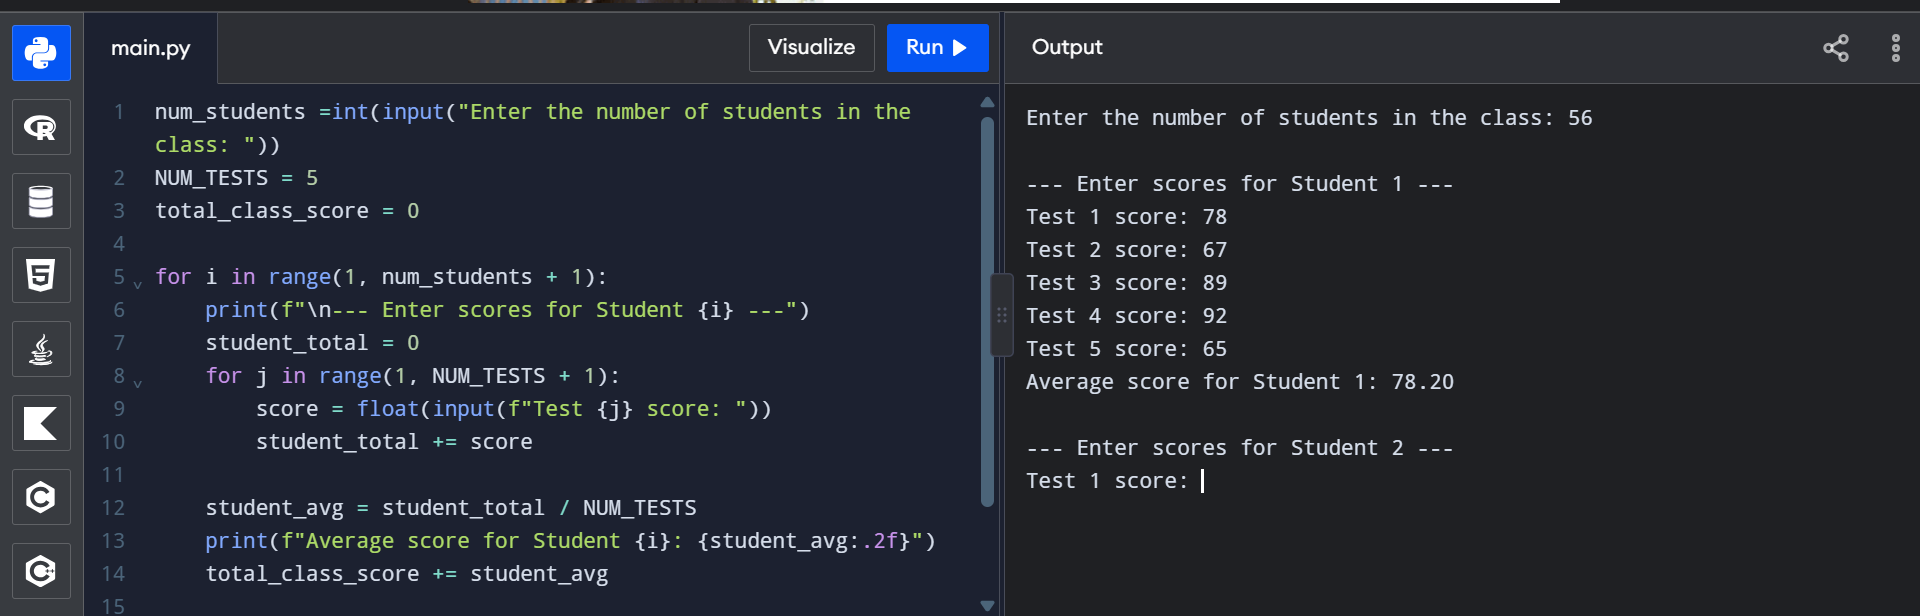 main.py
Visualize
Run
1 num_students =int(input("Enter the number of students in the
class: "))
2 NUM_TESTS = 5
3 total_class_score = 0
4
5 for i in range(1, num_students + 1):
6 print(f"\n--- Enter scores for Student {i} ---")
7 student_total = 0
8 for j in range(1, NUM_TESTS + 1):
9 score = float(input(f"Test {j} score: "))
10 student_total += score
11
12 student_avg = student_total / NUM_TESTS
13 print(f"Average score for Student {i}: {student_avg:.2f}")
14 total_class_score += student_avg
15
Output
Enter the number of students in the class: 56
--- Enter scores for Student 1 ---
Test 1 score: 78
Test 2 score: 67
Test 3 score: 89
Test 4 score: 92
Test 5 score: 65
Average score for Student 1: 78.20
--- Enter scores for Student 2 ---
Test 1 score: